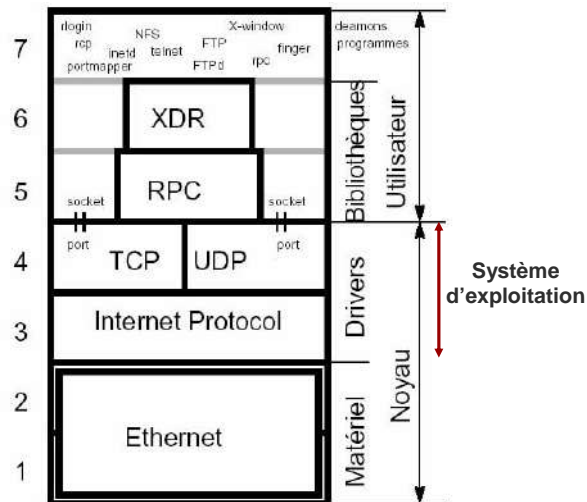 7
rlogin
rcp
portmapper
inetd
NFS
telnet
FTP
FTPd
X-window
rpc
finger
deamons
programmes
6
XDR
5
RPC
socket
socket
Bibliothèques
Utilisateur
port
port
4
TCP
UDP
3
Internet Protocol
Drivers
Système
d'exploitation
2
Ethernet
1
Matériel
Noyau